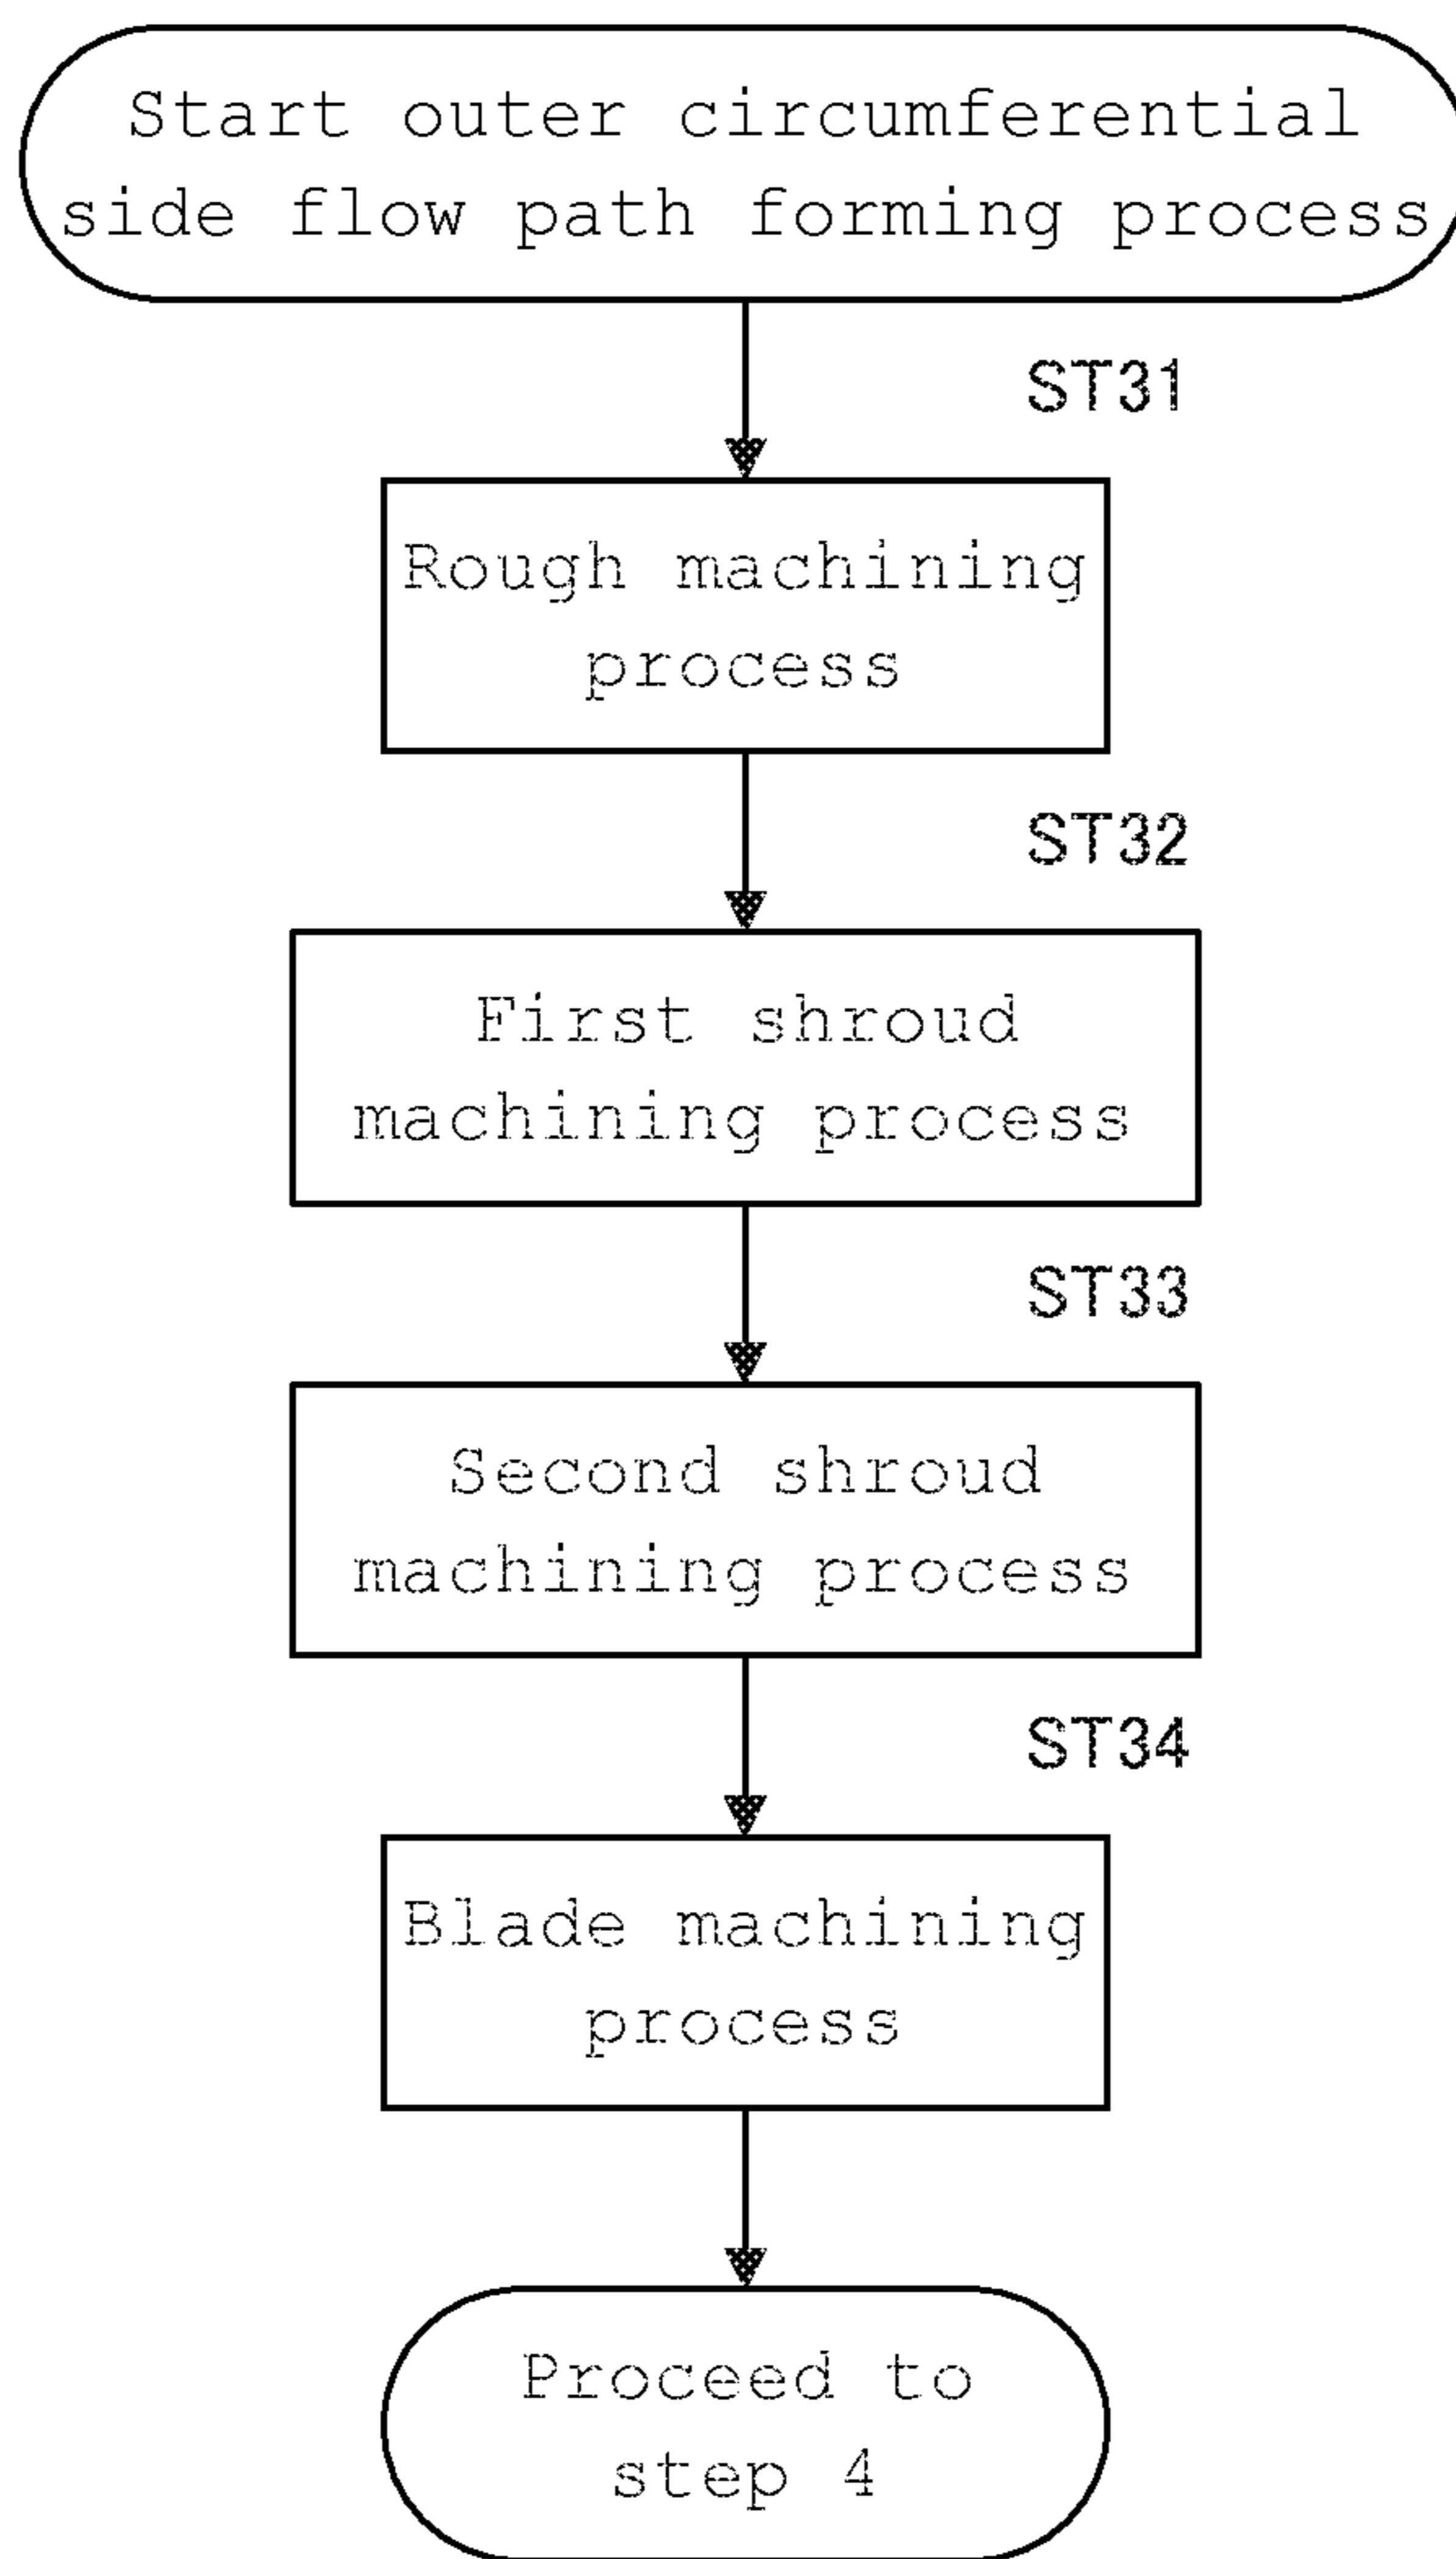 Start outer circumferential
side flow path forming process
ST31
Rough machining
process
ST32
First shroud
machining process
ST33
Second shroud
machining process
ST34
Blade machining
process
Proceed to
step 4